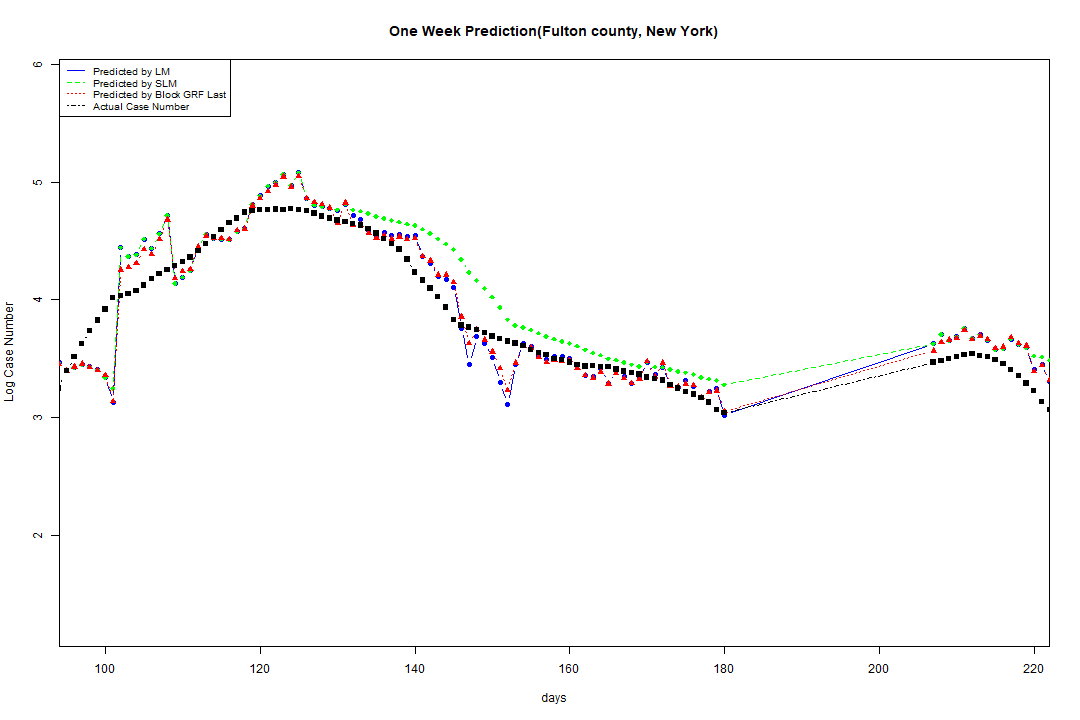 One Week Prediction(Fulton county, New York)
Predicted by LM
Predicted by SLM
Predicted by Block GRF Last
Actual Case Number
6
5
4
3
2
Log Case Number
100 120 140 160 180 200 220
days